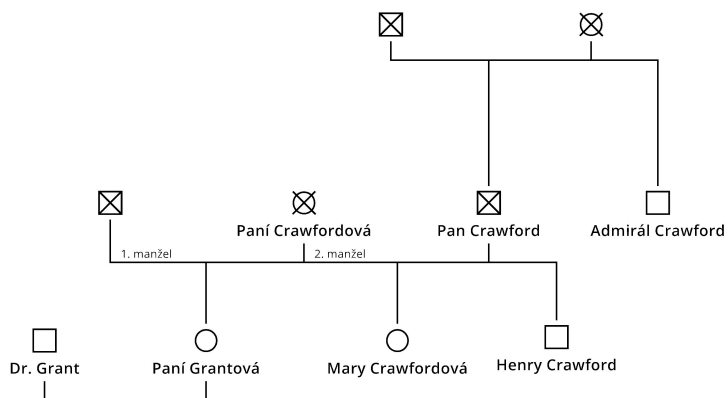 Paní Crawfordová
Pan Crawford
Admirál Crawford
1. manžel
2. manžel
Dr. Grant
Paní Grantová
Mary Crawfordová
Henry Crawford